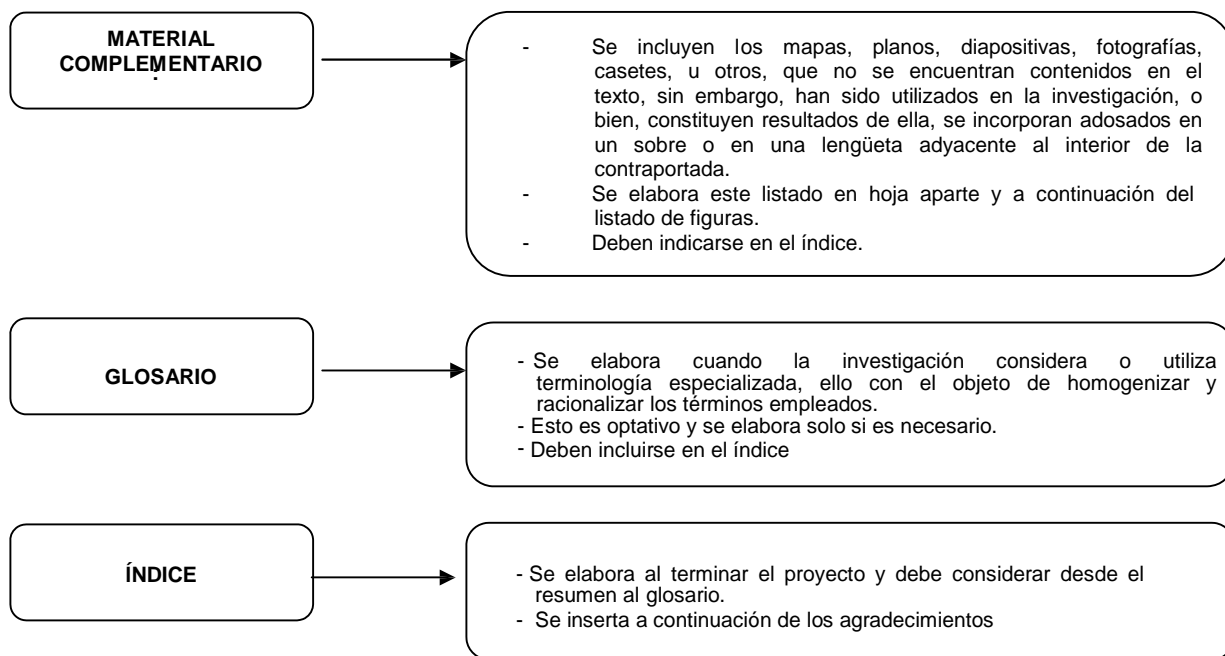 MATERIAL
COMPLEMENTARIO
:
- Se incluyen los mapas, planos, diapositivas, fotografías,
casetes, u otros, que no se encuentran contenidos en el
texto, sin embargo, han sido utilizados en la investigación, o
bien, constituyen resultados de ella, se incorporan adosados en
un sobre o en una lengüeta adyacente al interior de la
contraportada.
- Se elabora este listado en hoja aparte y a continuación del
listado de figuras.
- Deben indicarse en el índice.
GLOSARIO
- Se elabora cuando la investigación considera o utiliza
terminología especializada, ello con el objeto de homogenizar y
racionalizar los términos empleados.
- Esto es optativo y se elabora solo si es necesario.
- Deben incluirse en el índice
ÍNDICE
- Se elabora al terminar el proyecto y debe considerar desde el
resumen al glosario.
- Se inserta a continuación de los agradecimientos